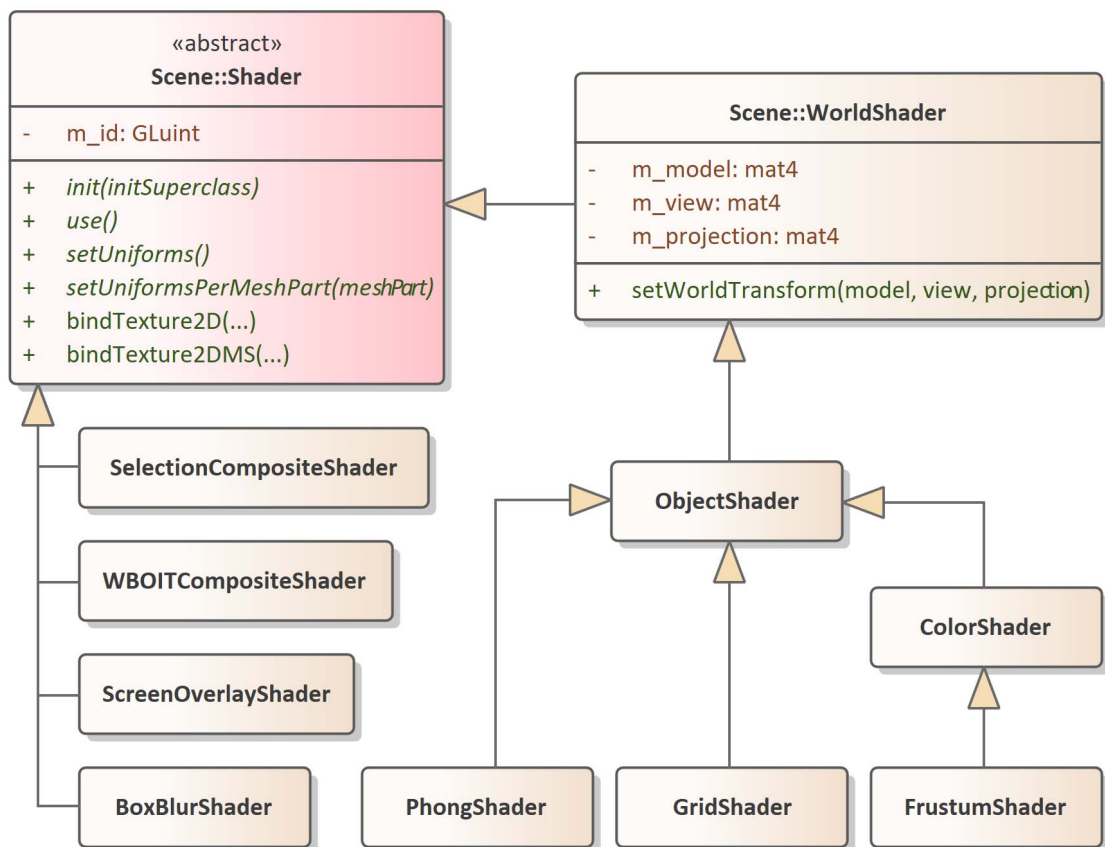 «abstract»
Scene::Shader
- m_id: GLuint
+ init(initSuperclass)
+ use()
+ setUniforms()
+ setUniformsPerMeshPart(meshPart)
+ bindTexture2D(...)
+ bindTexture2DMS(...)
Scene::WorldShader
- m_model: mat4
- m_view: mat4
- m_projection: mat4
+ setWorldTransform(model, view, projection)
SelectionCompositeShader
WBOITCompositeShader
ScreenOverlayShader
BoxBlurShader
ObjectShader
ColorShader
PhongShader
GridShader
FrustumShader